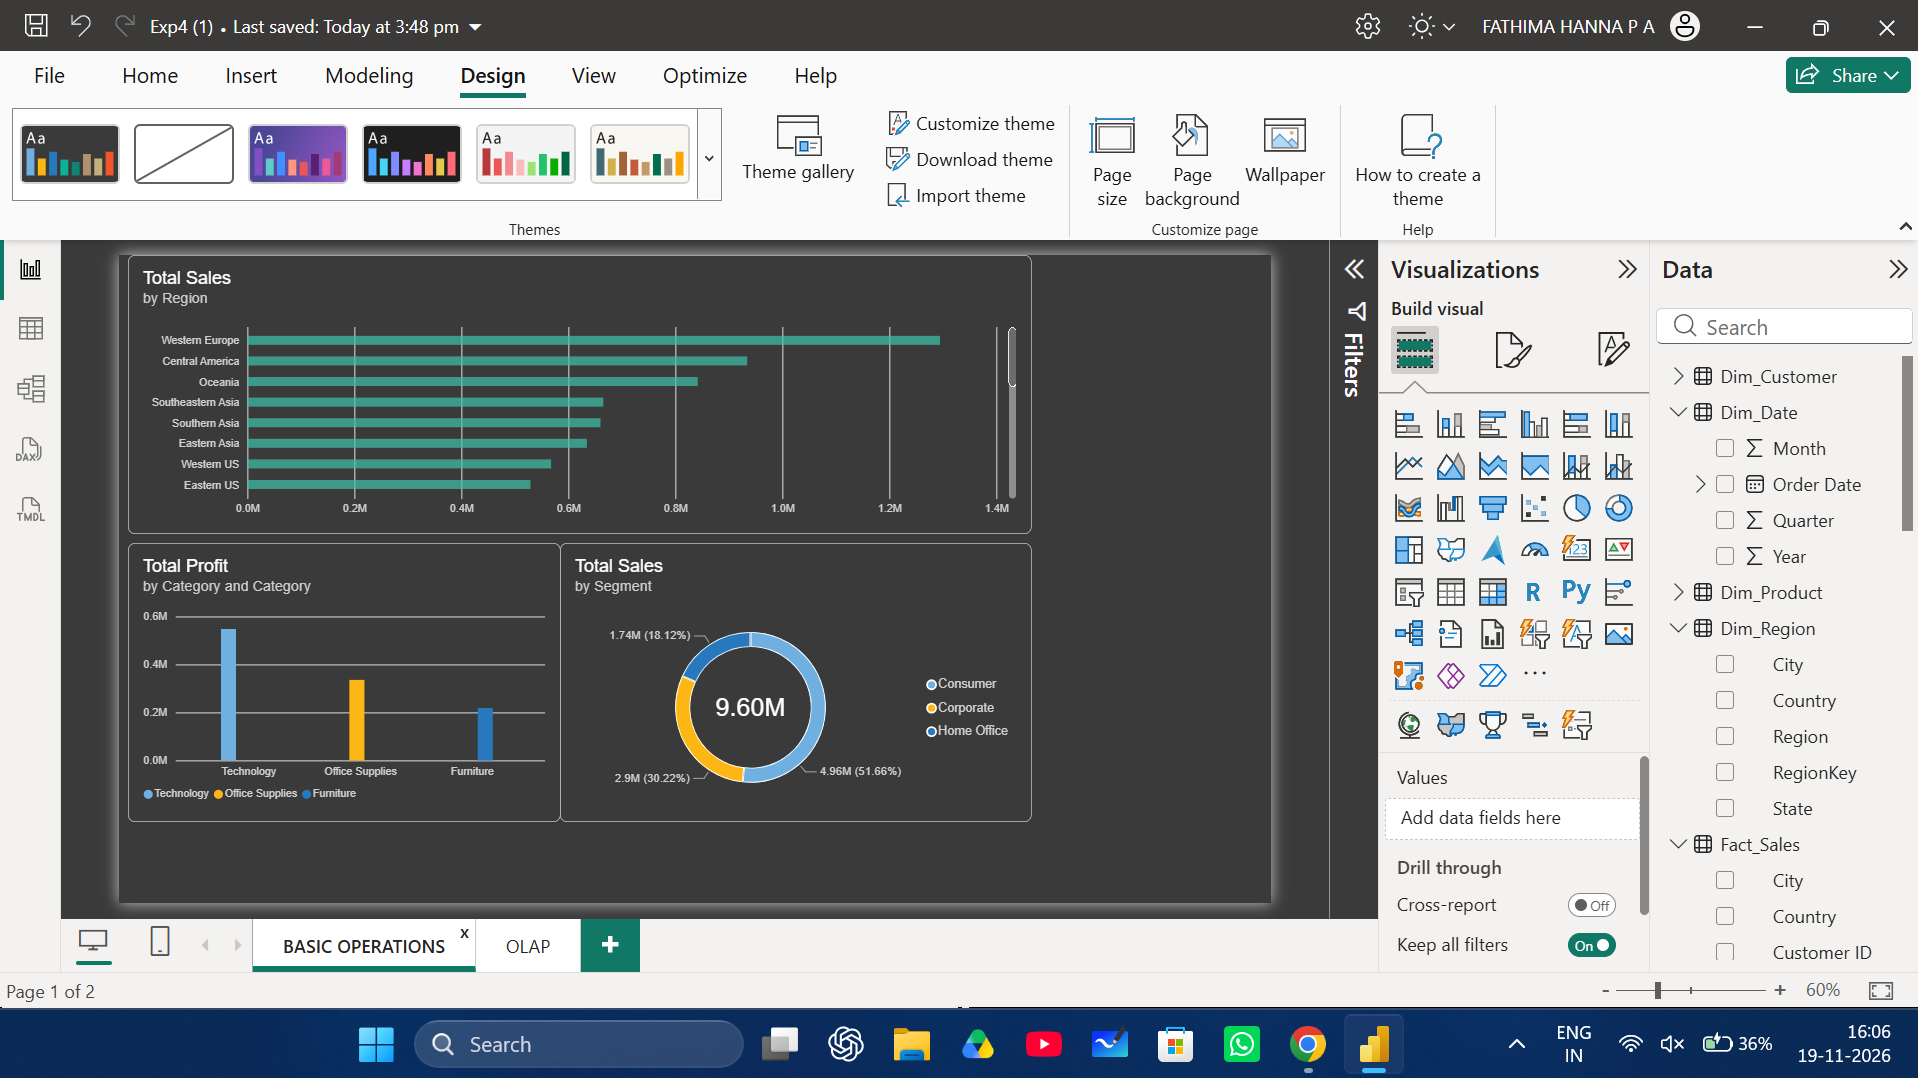 Exp4 (1) • Last saved: Today at 3:48 pm
FATHIMA HANNA P A
File Home Insert Modeling Design View Optimize Help
Share
Aa Aa Aa Aa Aa
Theme gallery
Customize theme
Download theme
Import theme
Page size
Page background
Wallpaper
How to create a theme
Themes
Customize page
Help
Total Sales
by Region
Western Europe
Central America
Oceania
Southeastern Asia
Southern Asia
Eastern Asia
Western US
Eastern US
0.0M 0.2M 0.4M 0.6M 0.8M 1.0M 1.2M 1.4M
Total Profit
by Category and Category
0.6M
0.4M
0.2M
0.0M
Technology Office Supplies Furniture
Technology Office Supplies Furniture
Total Sales
by Segment
1.74M (18.12%)
9.60M
2.9M (30.22%)
4.96M (51.66%)
Consumer
Corporate
Home Office
Filters
Visualizations
Build visual
123
R
Py
Values
Add data fields here
Drill through
Cross-report
Off
Keep all filters
On
Data
Search
Dim_Customer
Dim_Date
Month
Order Date
Quarter
Year
Dim_Product
Dim_Region
City
Country
Region
RegionKey
State
Fact_Sales
City
Country
Customer ID
DAX
TMDL
BASIC OPERATIONS x
OLAP
+
Page 1 of 2
- + 60%
Search
ENG
IN
36%
16:06
19-11-2026